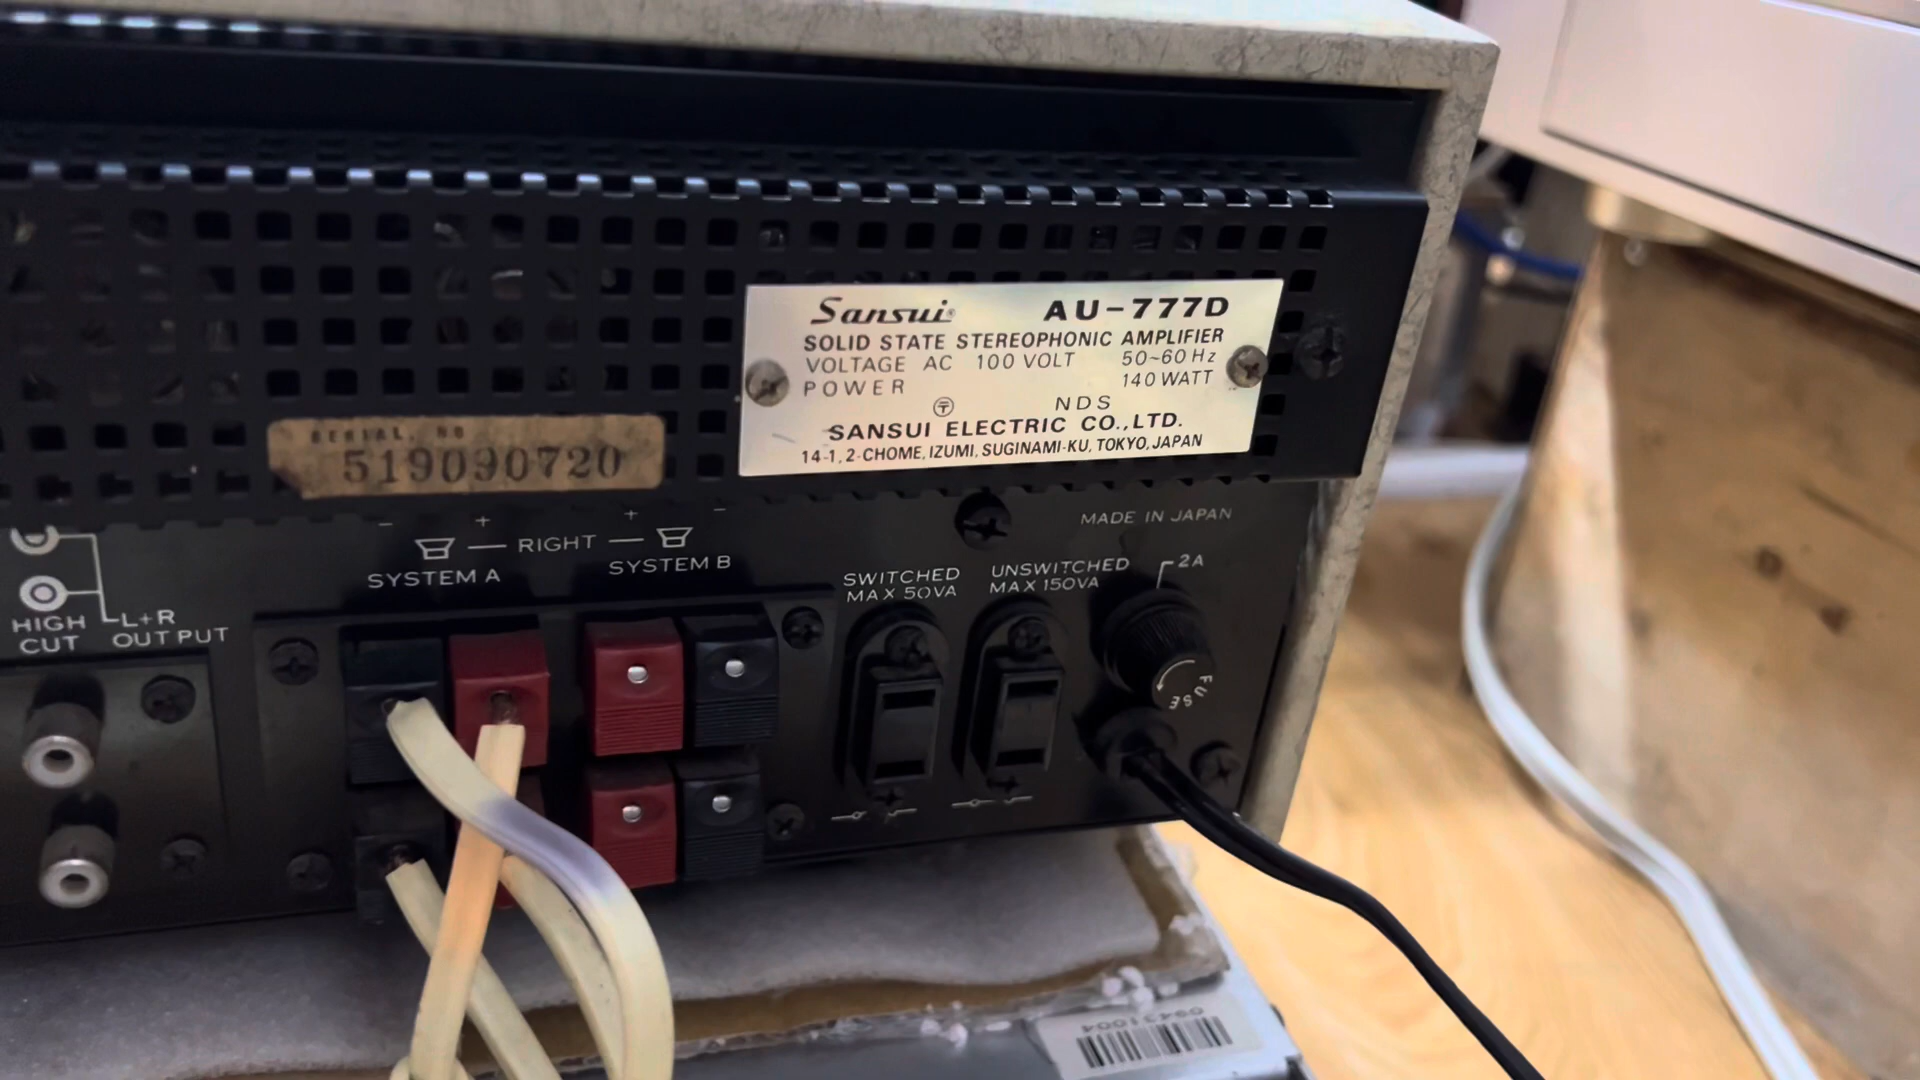 Sansui® AU-777D
SOLID STATE STEREOPHONIC AMPLIFIER
VOLTAGE AC 100 VOLT 50~60 Hz
POWER 140 WATT
NDS
SANSUI ELECTRIC CO.,LTD.
14-1, 2-CHOME, IZUMI, SUGINAMI-KU, TOKYO, JAPAN
SERIAL. NO
519090720
MADE IN JAPAN
- + + -
RIGHT
SYSTEM A
SYSTEM B
SWITCHED
MAX 50VA
UNSWITCHED
MAX 150VA
2A
FUSE
HIGH
CUT
L+R
OUTPUT
09431004